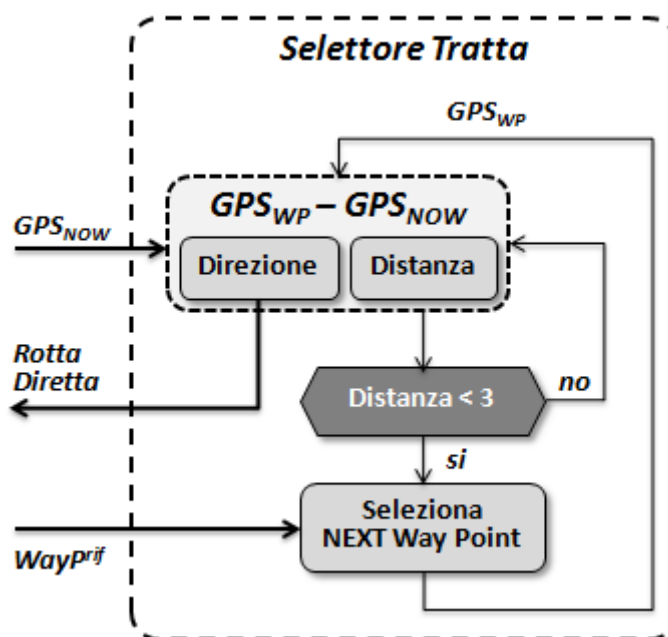 Selettore Tratta
GPS_WP
GPS_WP – GPS_NOW
GPS_NOW
Direzione
Distanza
Rotta
Diretta
Distanza < 3
no
si
Seleziona
NEXT Way Point
WayP^rif